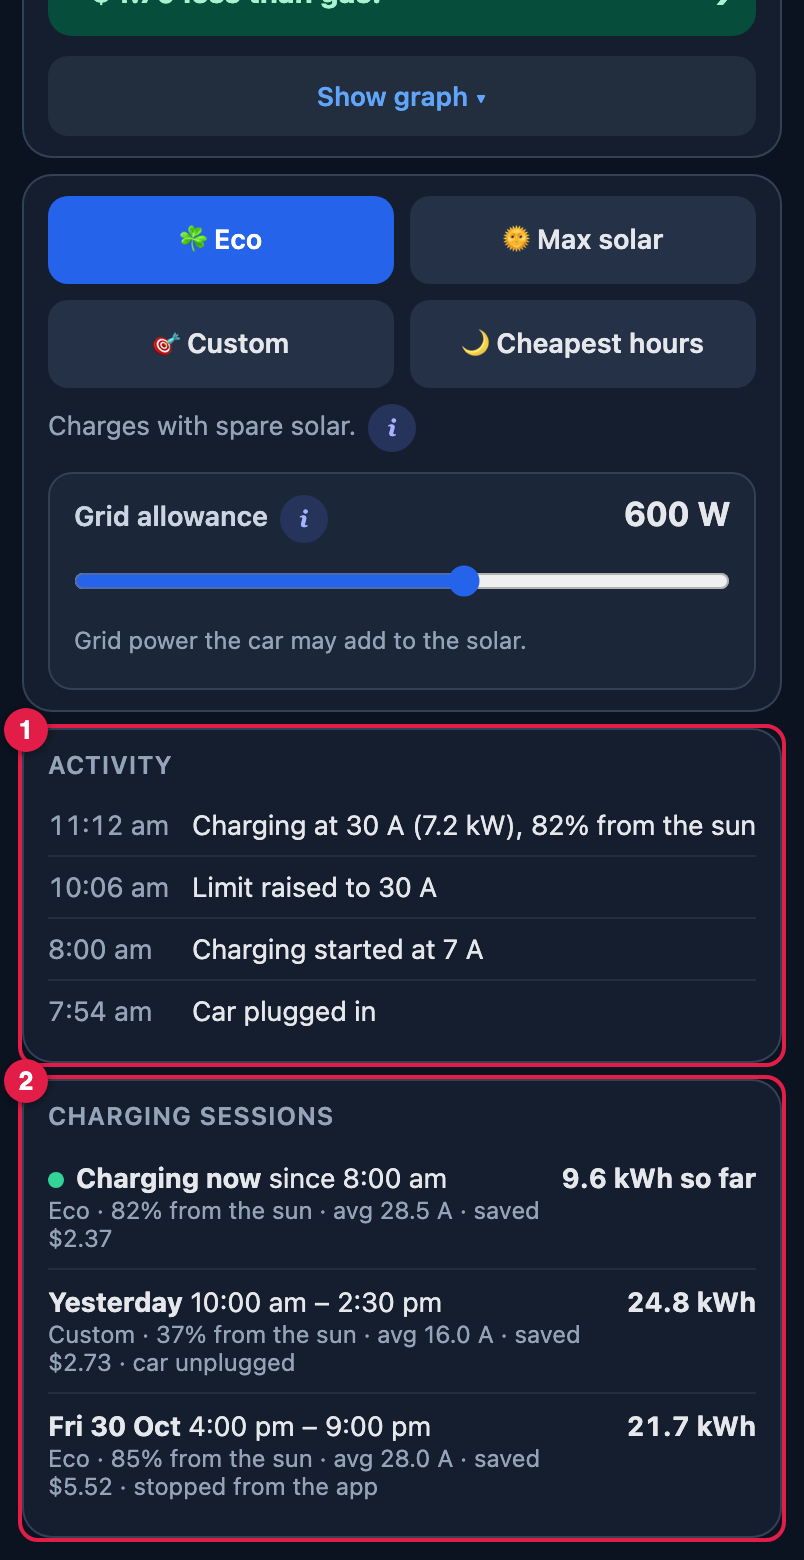 less than gas.
Show graph ▾
☘️ Eco
🌞 Max solar
🎯 Custom
🌙 Cheapest hours
Charges with spare solar. i
Grid allowance i 600 W
Grid power the car may add to the solar.
1
ACTIVITY
11:12 am Charging at 30 A (7.2 kW), 82% from the sun
10:06 am Limit raised to 30 A
8:00 am Charging started at 7 A
7:54 am Car plugged in
2
CHARGING SESSIONS
Charging now since 8:00 am 9.6 kWh so far
Eco · 82% from the sun · avg 28.5 A · saved
$2.37
Yesterday 10:00 am – 2:30 pm 24.8 kWh
Custom · 37% from the sun · avg 16.0 A · saved
$2.73 · car unplugged
Fri 30 Oct 4:00 pm – 9:00 pm 21.7 kWh
Eco · 85% from the sun · avg 28.0 A · saved
$5.52 · stopped from the app